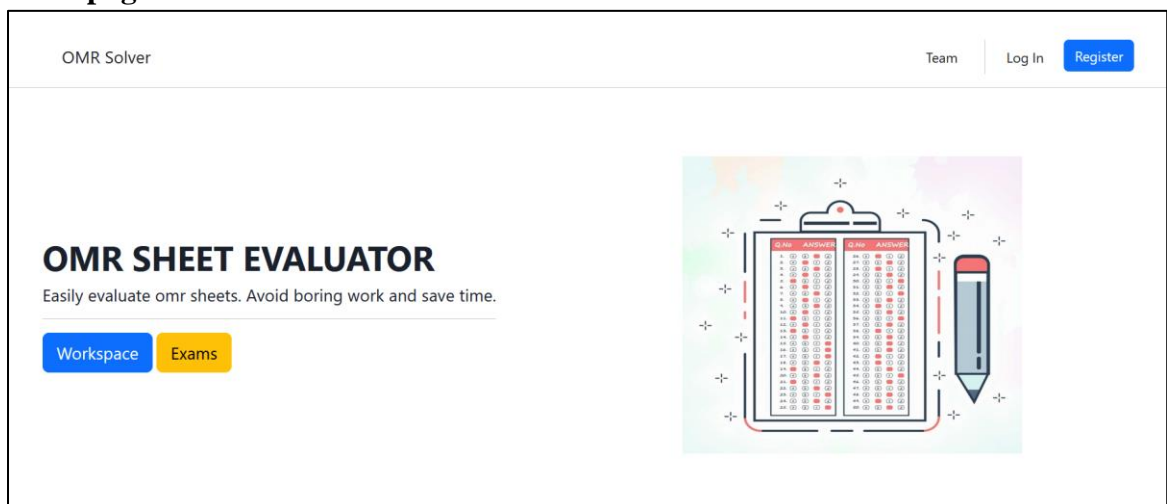 OMR Solver
Team
Log In
Register
OMR SHEET EVALUATOR
Easily evaluate omr sheets. Avoid boring work and save time.
Workspace
Exams
Q.No ANSWER Q.No ANSWER